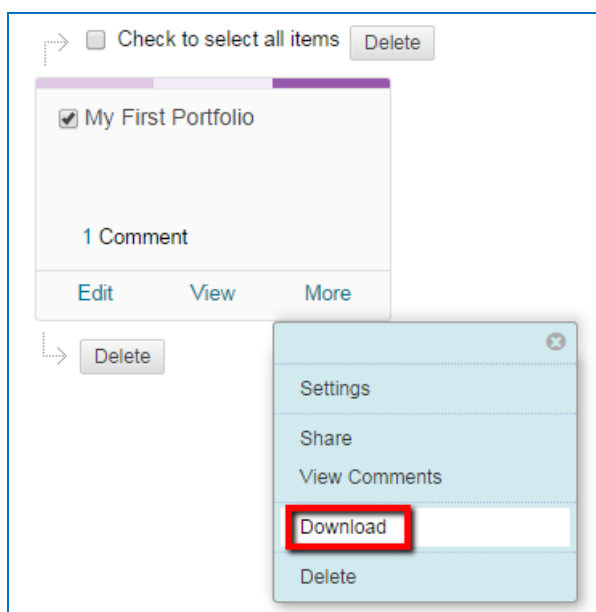 Check to select all items Delete
My First Portfolio
1 Comment
Edit View More
Delete
Settings
Share
View Comments
Download
Delete